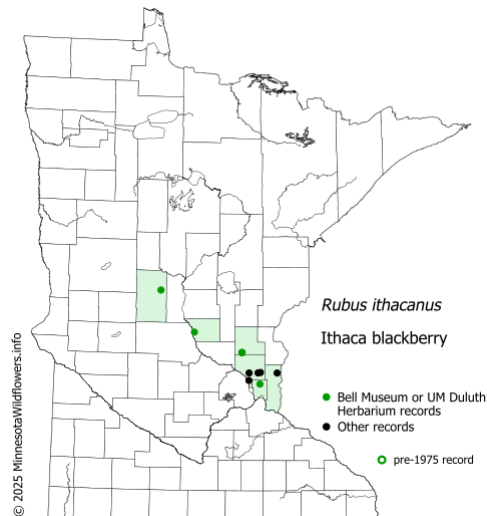 Rubus ithacanus
Ithaca blackberry
Bell Museum or UM Duluth
Herbarium records
Other records
pre-1975 record
© 2025 MinnesotaWildflowers.info